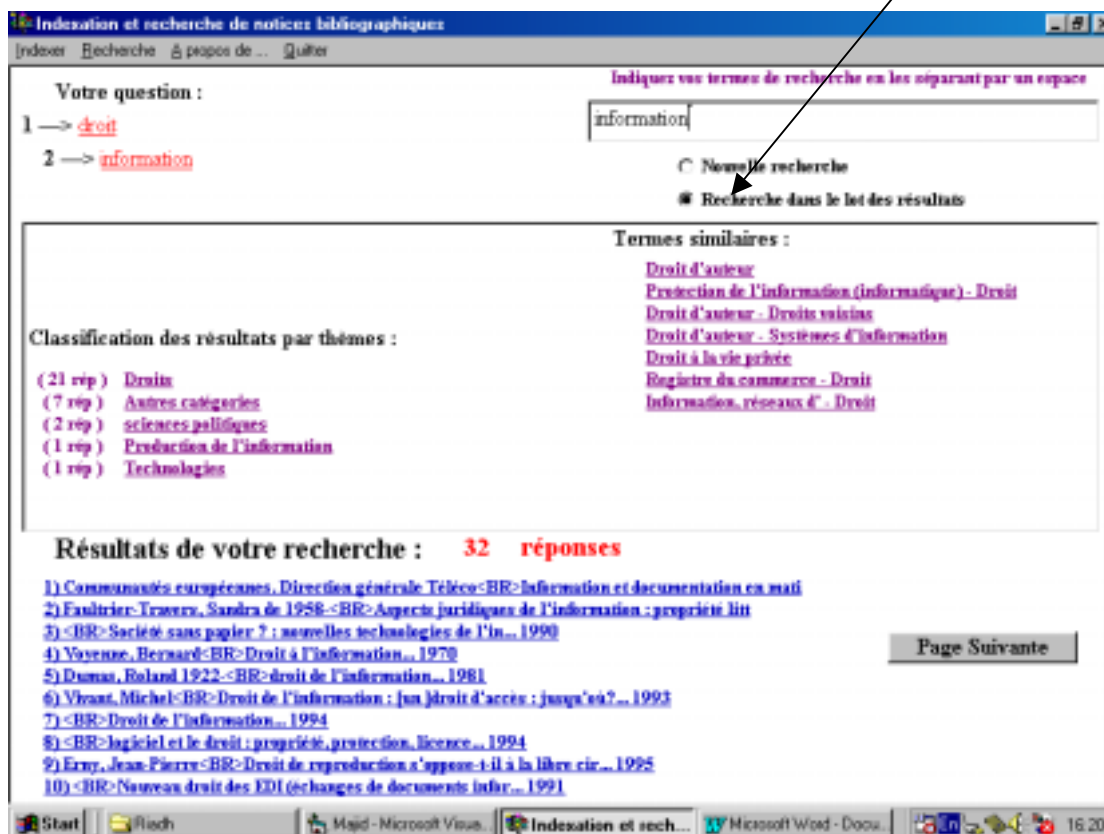 Indexation et recherche de notices bibliographiques
Indexer Recherche A propos de ... Quitter
Votre question :
1 —> droit
2 —> information
Indiquez vos termes de recherche en les séparant par un espace
information
Nouvelle recherche
Recherche dans le lot des résultats
Classification des résultats par thèmes :
( 21 rép ) Droits
( 7 rép ) Autres catégories
( 2 rép ) sciences politiques
( 1 rép ) Production de l'information
( 1 rép ) Technologies
Termes similaires :
Droit d'auteur
Protection de l'information (informatique) - Droit
Droit d'auteur - Droits voisins
Droit d'auteur - Systèmes d'information
Droit à la vie privée
Registre du commerce - Droit
Information, réseaux d' - Droit
Résultats de votre recherche : 32 réponses
1) Communautés européennes. Direction générale Téléco<BR>Information et documentation en mati
2) Faultrier-Travers, Sandra de 1958-<BR>Aspects juridiques de l'information : propriété litt
3) <BR>Société sans papier ? : nouvelles technologies de l'in... 1990
4) Voyenne, Bernard<BR>Droit à l'information... 1970
5) Dumas, Roland 1922-<BR>droit de l'information... 1981
6) Vivant, Michel<BR>Droit de l'information : [un ]droit d'accès : jusqu'où?... 1993
7) <BR>Droit de l'information... 1994
8) <BR>logiciel et le droit : propriété, protection, licence... 1994
9) Erny, Jean-Pierre<BR>Droit de reproduction s'oppose-t-il à la libre cir... 1995
10) <BR>Nouveau droit des EDI (échanges de documents infor... 1991
Page Suivante
Start Riadh Majid - Microsoft Visua... Indexation et rech... Microsoft Word - Docu... En 16:20